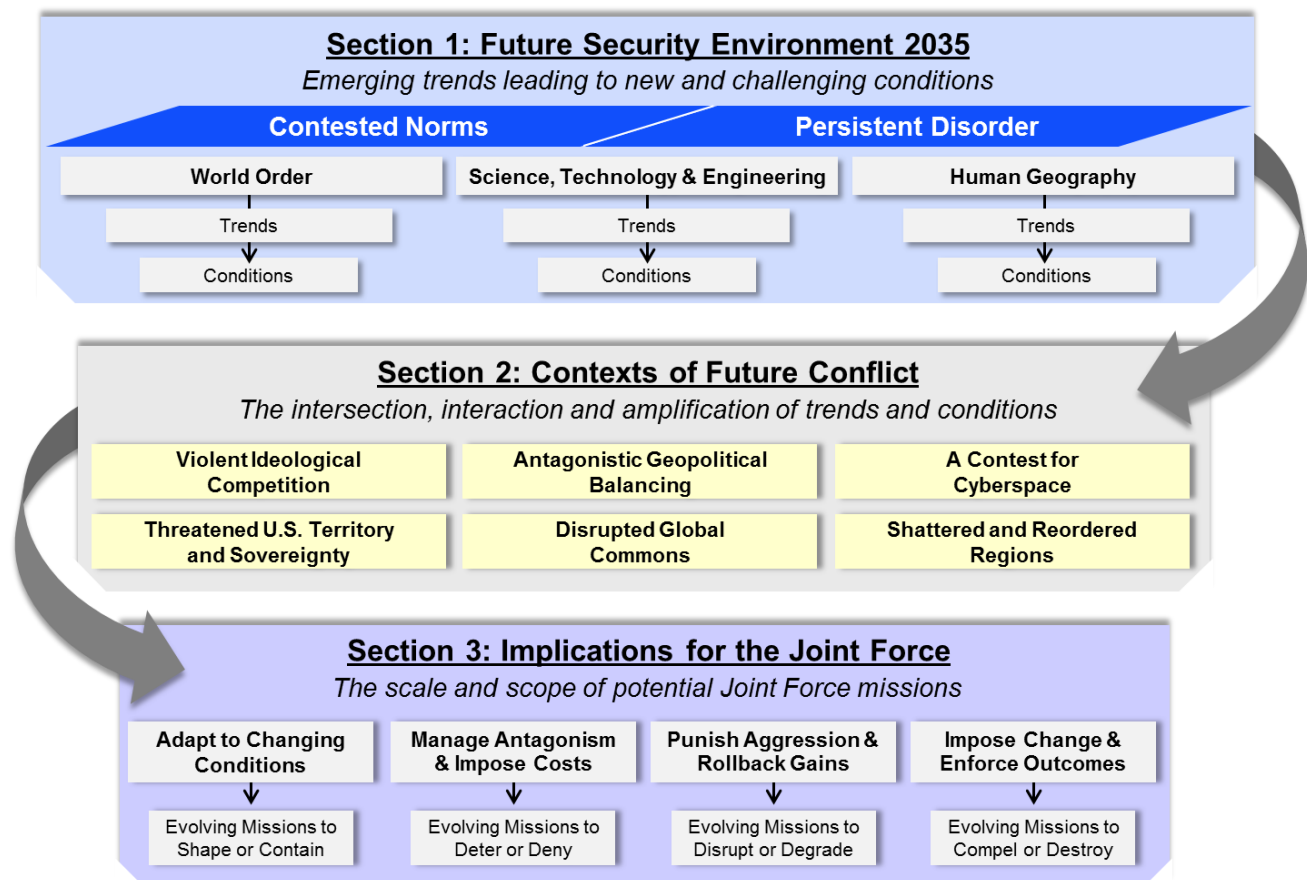 Section 1: Future Security Environment 2035
Emerging trends leading to new and challenging conditions
Contested Norms
Persistent Disorder
World Order
Science, Technology & Engineering
Human Geography
Trends
Trends
Trends
Conditions
Conditions
Conditions
Section 2: Contexts of Future Conflict
The intersection, interaction and amplification of trends and conditions
Violent Ideological
Competition
Antagonistic Geopolitical
Balancing
A Contest for
Cyberspace
Threatened U.S. Territory
and Sovereignty
Disrupted Global
Commons
Shattered and Reordered
Regions
Section 3: Implications for the Joint Force
The scale and scope of potential Joint Force missions
Adapt to Changing
Conditions
Manage Antagonism
& Impose Costs
Punish Aggression &
Rollback Gains
Impose Change &
Enforce Outcomes
Evolving Missions to
Shape or Contain
Evolving Missions to
Deter or Deny
Evolving Missions to
Disrupt or Degrade
Evolving Missions to
Compel or Destroy